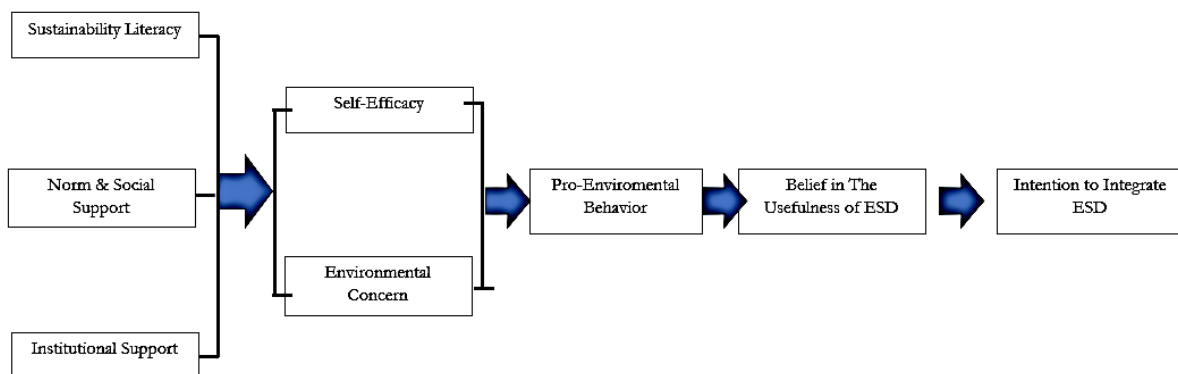 Sustainability Literacy
Norm & Social
Support
Institutional Support
Self-Efficacy
Environmental
Concern
Pro-Enviromental
Behavior
Belief in The
Usefulness of ESD
Intention to Integrate
ESD